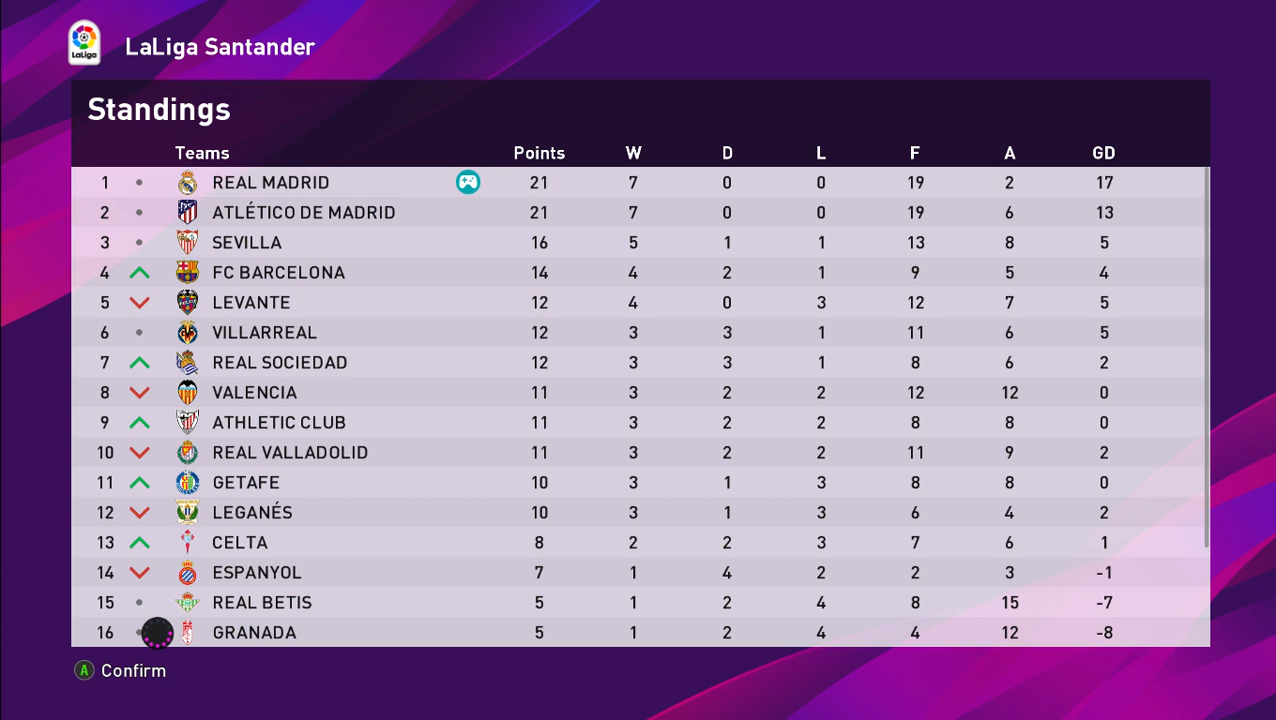 LaLiga
LaLiga Santander
Standings
Teams Points W D L F A GD
1 REAL MADRID 21 7 0 0 19 2 17
2 ATLÉTICO DE MADRID 21 7 0 0 19 6 13
3 SEVILLA 16 5 1 1 13 8 5
4 FC BARCELONA 14 4 2 1 9 5 4
5 LEVANTE 12 4 0 3 12 7 5
6 VILLARREAL 12 3 3 1 11 6 5
7 REAL SOCIEDAD 12 3 3 1 8 6 2
8 VALENCIA 11 3 2 2 12 12 0
9 ATHLETIC CLUB 11 3 2 2 8 8 0
10 REAL VALLADOLID 11 3 2 2 11 9 2
11 GETAFE 10 3 1 3 8 8 0
12 LEGANÉS 10 3 1 3 6 4 2
13 CELTA 8 2 2 3 7 6 1
14 ESPANYOL 7 1 4 2 2 3 -1
15 REAL BETIS 5 1 2 4 8 15 -7
16 GRANADA 5 1 2 4 4 12 -8
A Confirm